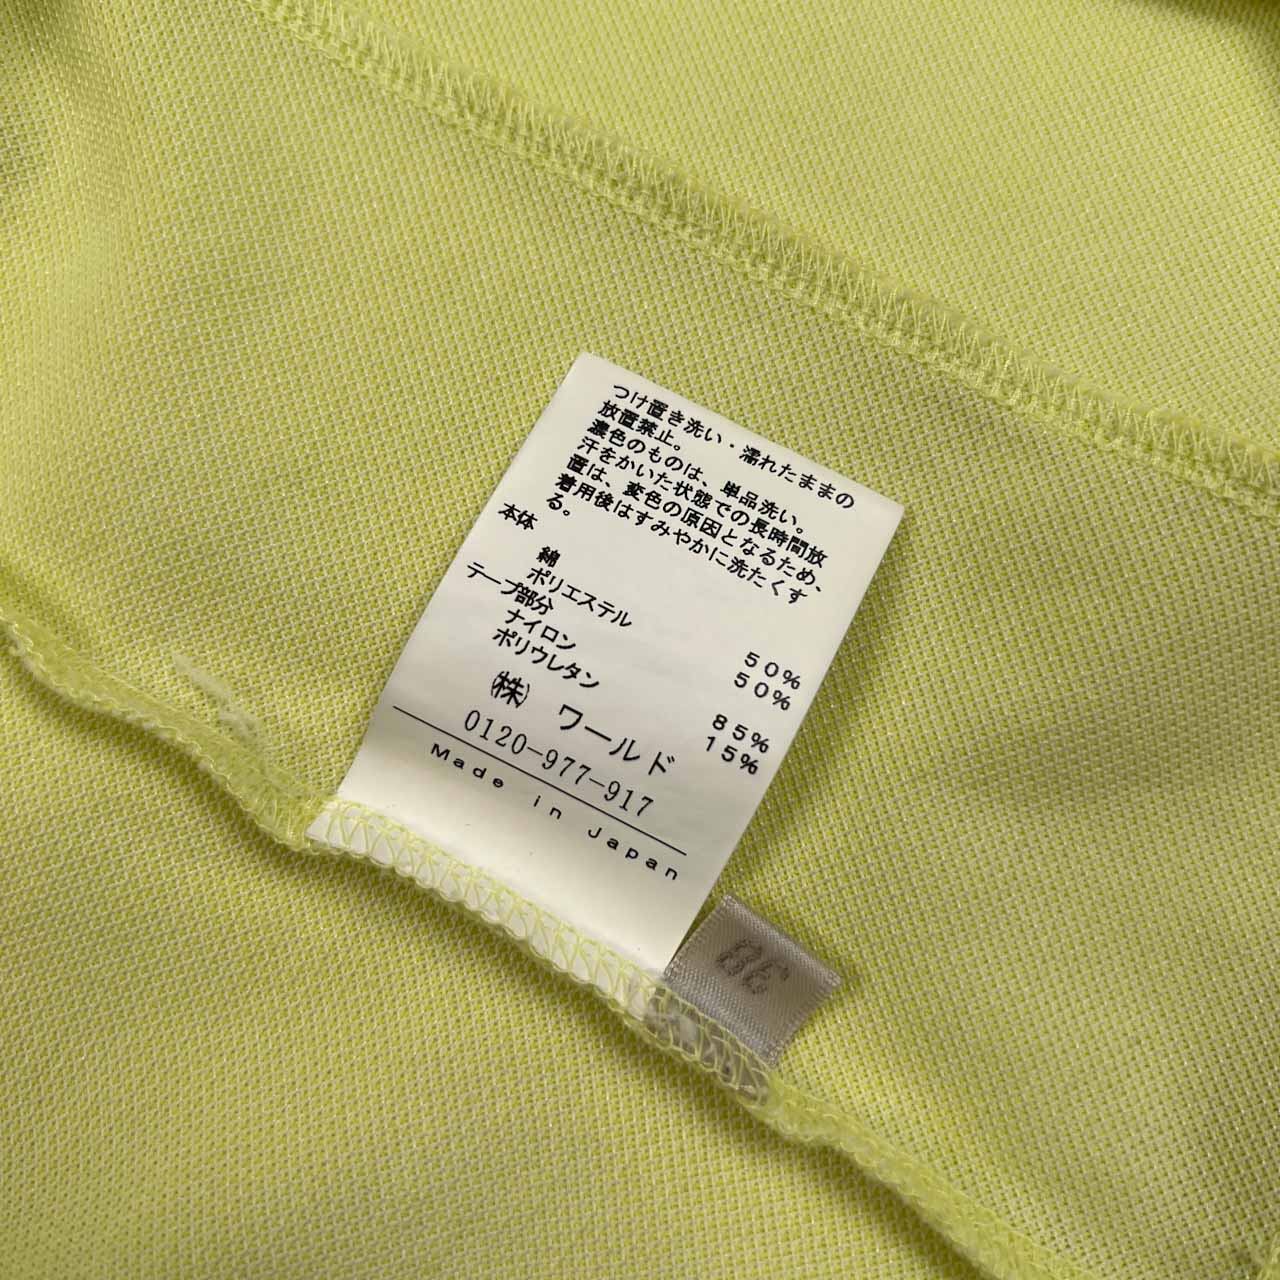 つけ置き洗い・濡れたままの
放置禁止。
濃色のものは、単品洗い。
汗をかいた状態での長時間放
置は、変色の原因となるため、
着用後はすみやかに洗たくす
る。
本体
綿 50%
ポリエステル 50%
テープ部分
ナイロン 85%
ポリウレタン 15%
㈱ ワールド
0120-977-917
Made in Japan
38